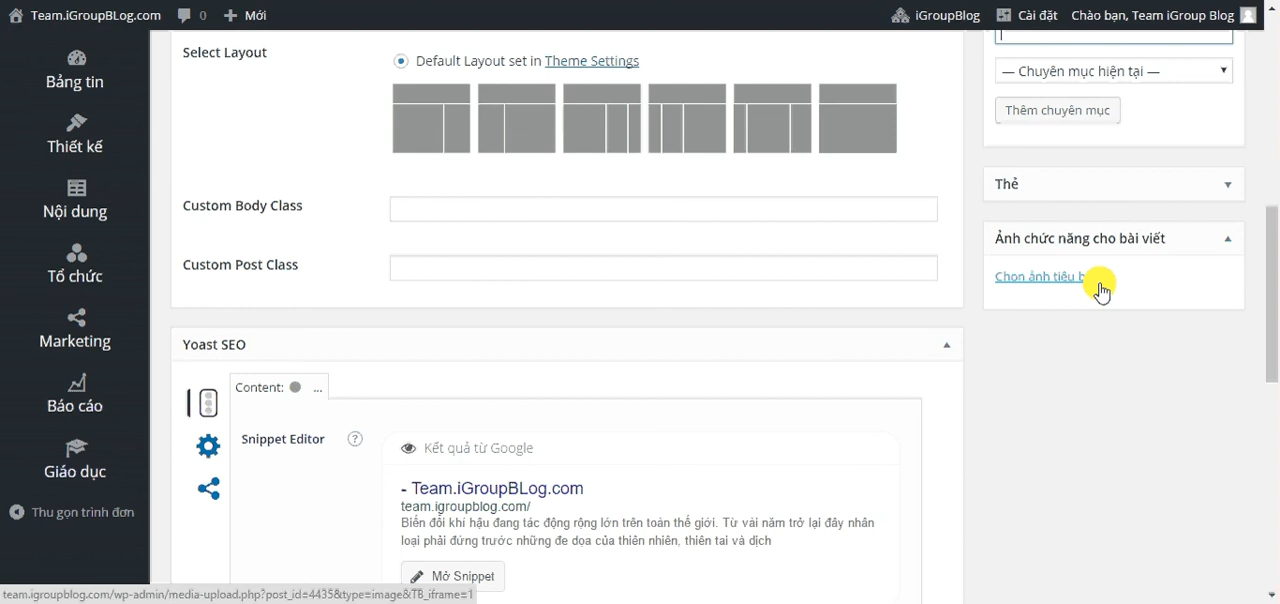 Team.iGroupBLog.com 0 Mới iGroupBlog Cài đặt Chào bạn, Team iGroup Blog
Bảng tin
Thiết kế
Nội dung
Tổ chức
Marketing
Báo cáo
Giáo dục
Thu gọn trình đơn
Select Layout
Default Layout set in Theme Settings
Custom Body Class
Custom Post Class
Yoast SEO
Content: ...
Snippet Editor ?
Kết quả từ Google
- Team.iGroupBLog.com
team.igroupblog.com/
Biến đổi khí hậu đang tác động rộng lớn trên toàn thế giới. Từ vài năm trở lại đây nhân
loại phải đứng trước những đe dọa của thiên nhiên, thiên tai và dịch
Mở Snippet
— Chuyên mục hiện tại —
Thêm chuyên mục
Thẻ
Ảnh chức năng cho bài viết
Chọn ảnh tiêu
team.igroupblog.com/wp-admin/media-upload.php?post_id=4435&type=image&TB_iframe=1